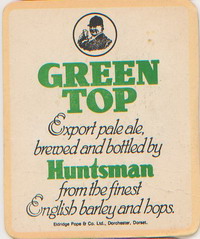 GREEN
TOP
Export pale ale,
brewed and bottled by
Huntsman
from the finest
English barley and hops.
Eldridge Pope & Co. Ltd., Dorchester, Dorset.